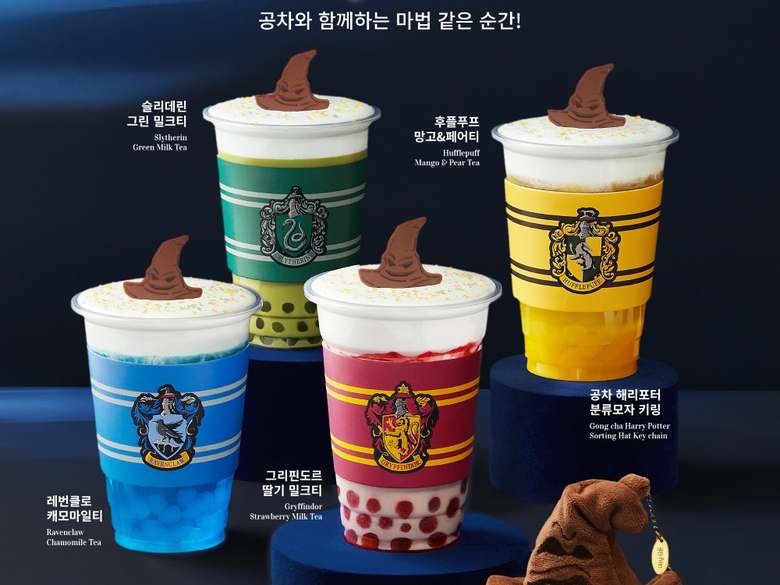 공차와 함께하는 마법 같은 순간!
슬리데린
그린 밀크티
Slytherin
Green Milk Tea
후플푸프
망고&페어티
Hufflepuff
Mango & Pear Tea
SLYTHERIN
HUFFLEPUFF
공차 해리포터
분류모자 키링
Gong cha Harry Potter
Sorting Hat Key chain
RAVENCLAW
GRYFFINDOR
그리핀도르
딸기 밀크티
Gryffindor
Strawberry Milk Tea
레번클로
캐모마일티
Ravenclaw
Chamomile Tea